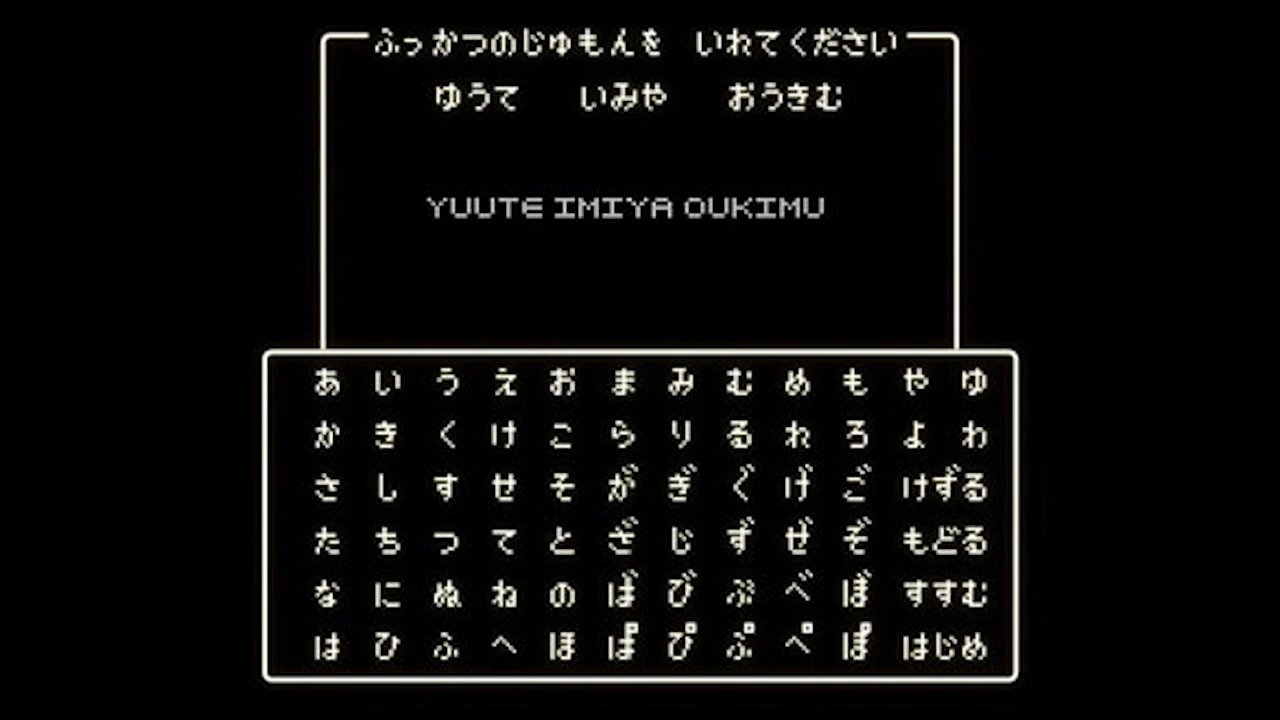 ふっかつのじゅもんを　いれてください
ゆうて　いみや　おうきむ
YUUTE IMIYA OUKIMU
あ い う え お ま み む め も や ゆ
か き く け こ ら り る れ ろ よ わ
さ し す せ そ が ぎ ぐ げ ご けずる
た ち つ て と ざ じ ず ぜ ぞ もどる
な に ぬ ね の ば び ぶ べ ぼ すすむ
は ひ ふ へ ほ ぱ ぴ ぷ ぺ ぽ はじめ